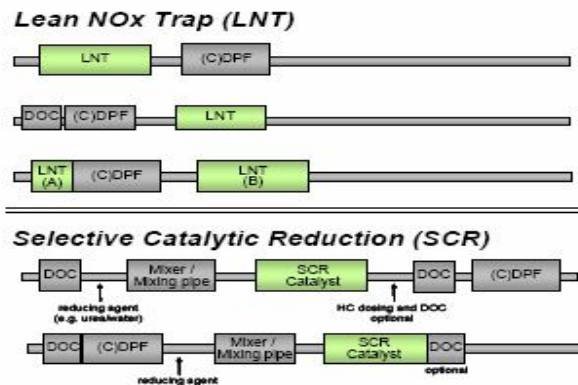 Lean NOx Trap (LNT)
LNT (C)DPF
DOC (C)DPF LNT
LNT
(A) (C)DPF LNT
(B)
Selective Catalytic Reduction (SCR)
DOC Mixer /
Mixing pipe SCR
Catalyst DOC (C)DPF
reducing agent
(e.g. urea/water) HC dosing and DOC
optional
DOC (C)DPF Mixer /
Mixing pipe SCR
Catalyst DOC
optional
reducing agent